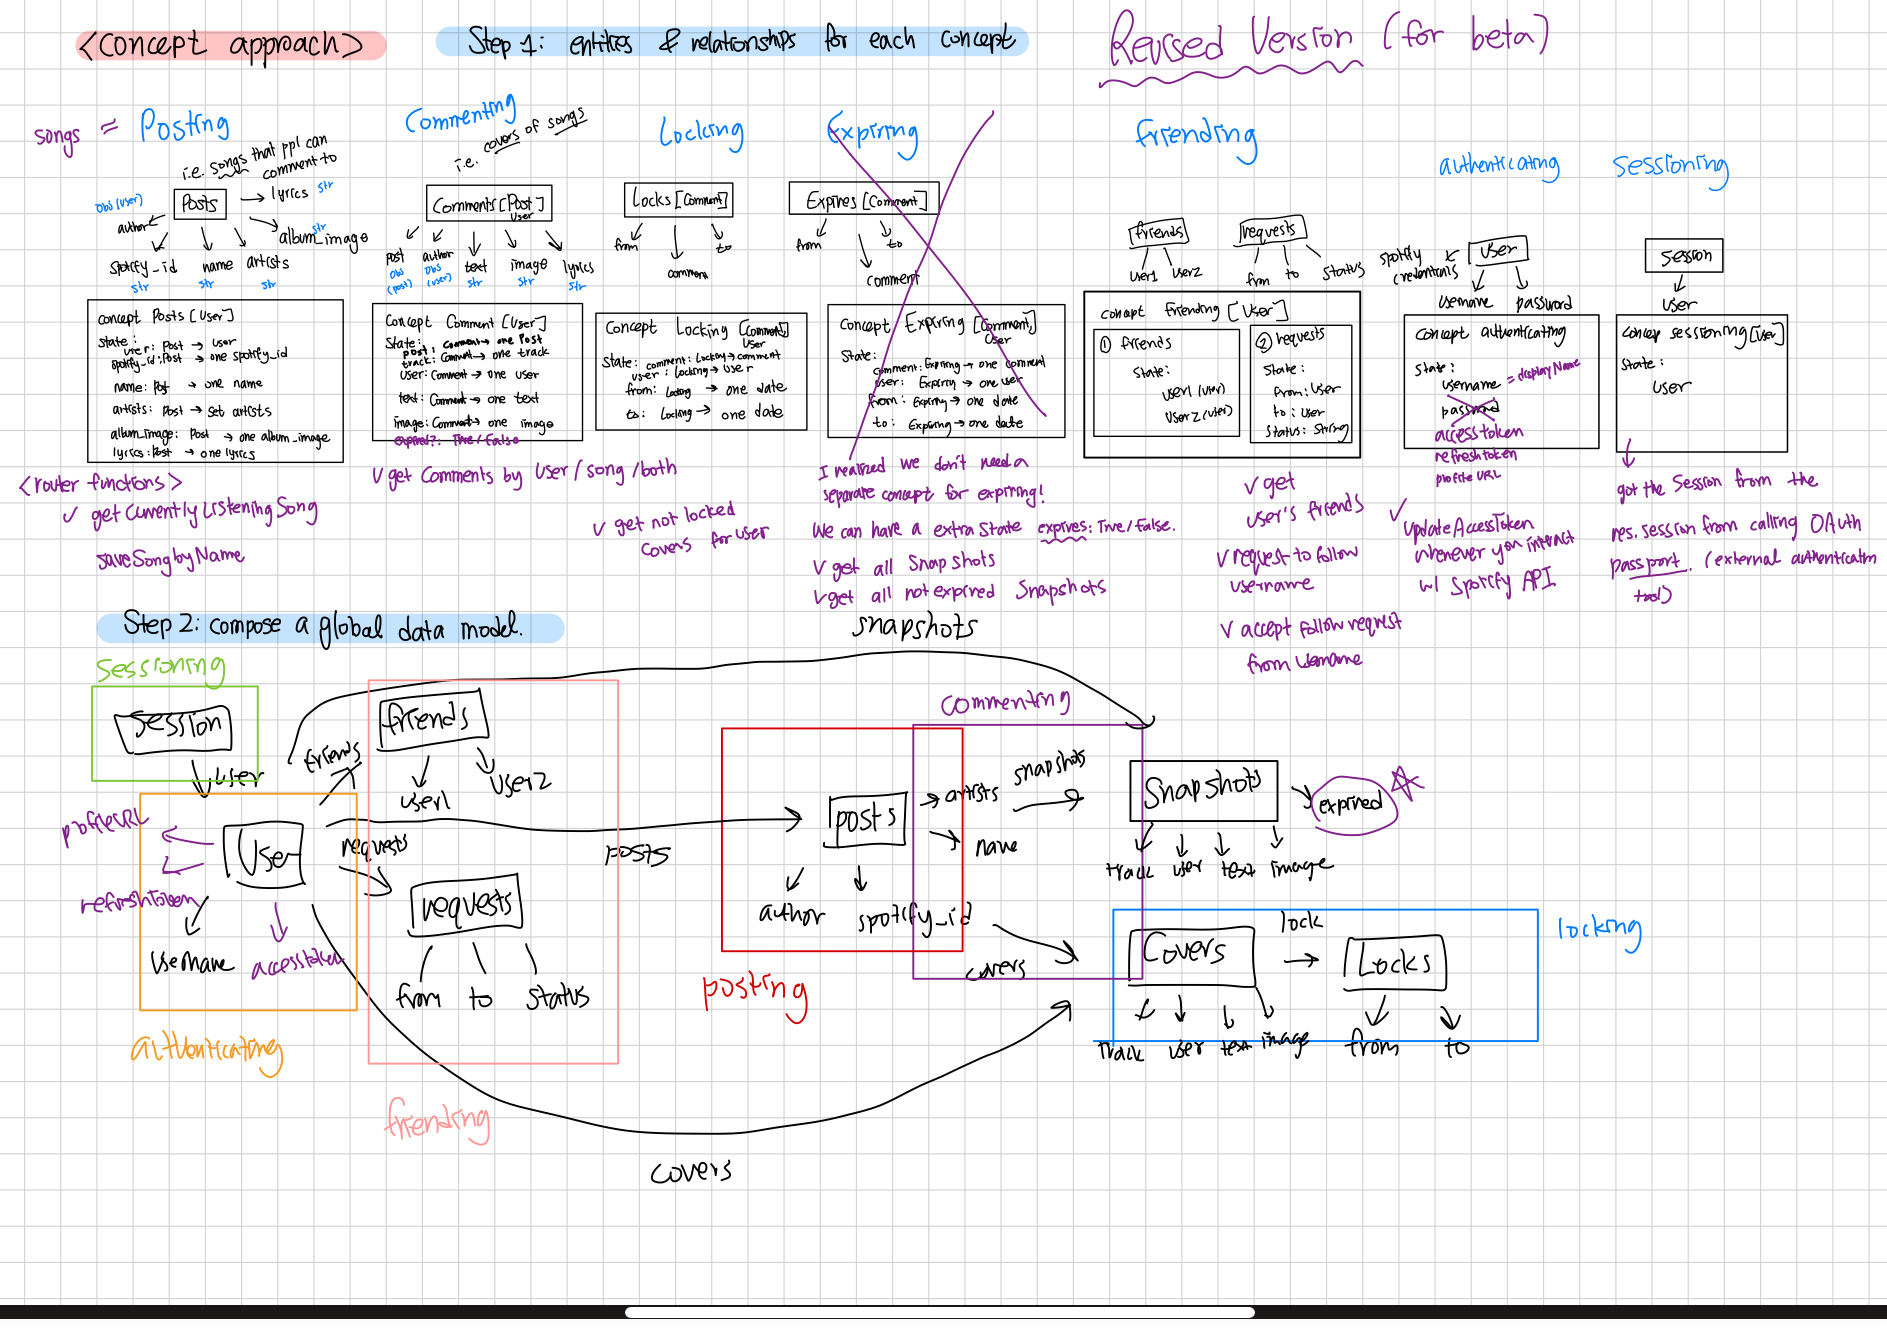 <Concept approach>
Step 1: entities & relationships for each concept
Revised Version (for beta)
songs = Posting
i.e. songs that ppl can
comment to
Posts
obs (user)
author
lyrics str
album_image
str
spotify_id
str
name
str
artists
str
concept Posts [User]
state:
user: Post → user
spotify_id: Post → one spotify_id
name: Post → one name
artists: Post → set artists
album_image: Post → one album_image
lyrics: Post → one lyrics
<router functions>
✓ getCurrentlyListeningSong
saveSongbyName
Commenting
i.e. covers of songs
Comments [Post]
User
post
obs
(post)
author
obs
(user)
text
str
image
str
lyrics
str
Concept Comment [User]
State:
post: Comment → one Post
track: Comment → one track
user: Comment → one user
text: Comment → one text
image: Comment → one image
expired?: True/False
✓ get Comments by User/song/both
Locking
Locks [Comment]
from
comment
to
Concept Locking [Comment,
User
State: comment: Locking → comment
user: Locking → User
from: Locking → one date
to: Locking → one date
✓ get not locked
covers for user
Expiring
Expires [Comment]
from
comment
to
Concept Expiring [Comment,]
User
State:
comment: Expiring → one comment
user: Expiring → one user
from: Expiring → one date
to: Expiring → one date
I realized we don't need a
separate concept for expiring!
We can have a extra state expires: True/False.
✓ get all Snapshots
✓ get all notexpired Snapshots
friending
friends
user1
user2
requests
from
to
status
concept friending [User]
① friends
State:
user1 (user)
User2 (user)
② requests
State:
from: User
to: User
Status: String
✓ get
user's friends
✓ request to follow
username
✓ accept follow request
from Username
authenticating
User
spotify
credentials
username
password
Concept authenticating
state:
username = displayName
password
access token
refresh token
profile URL
✓ UpdateAccessToken
whenever you interact
w/ Spotify API
Sessioning
Session
user
concep sessioning [User]
State:
user
got the Session from the
res. session from calling OAuth
passport. (external authentication
tool)
Step 2: compose a global data model.
snapshots
Sessioning
Session
user
profileURL
User
refreshToken
username
accesstoken
authenticating
friends
friends
user1
User2
requests
requests
from
to
status
friending
posts
posts
artists
name
author
spotify_id
posting
commenting
snapshots
Snapshots
expired
track
user
text
image
covers
Covers
lock
Locks
track
user
text
image
from
to
locking
covers